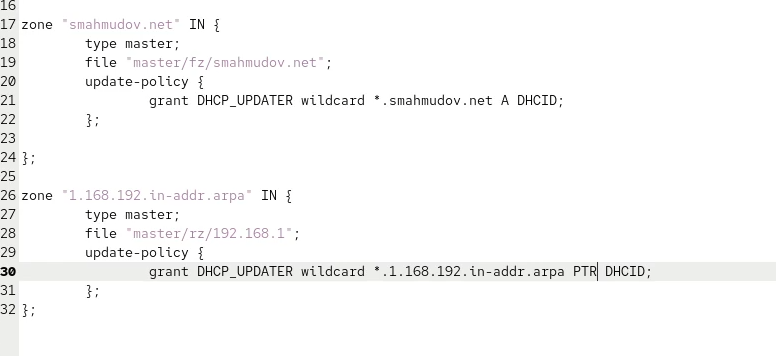 16
17 zone "smahmudov.net" IN {
18 type master;
19 file "master/fz/smahmudov.net";
20 update-policy {
21 grant DHCP_UPDATER wildcard *.smahmudov.net A DHCID;
22 };
23
24 };
25
26 zone "1.168.192.in-addr.arpa" IN {
27 type master;
28 file "master/rz/192.168.1";
29 update-policy {
30 grant DHCP_UPDATER wildcard *.1.168.192.in-addr.arpa PTR DHCID;
31 };
32 };